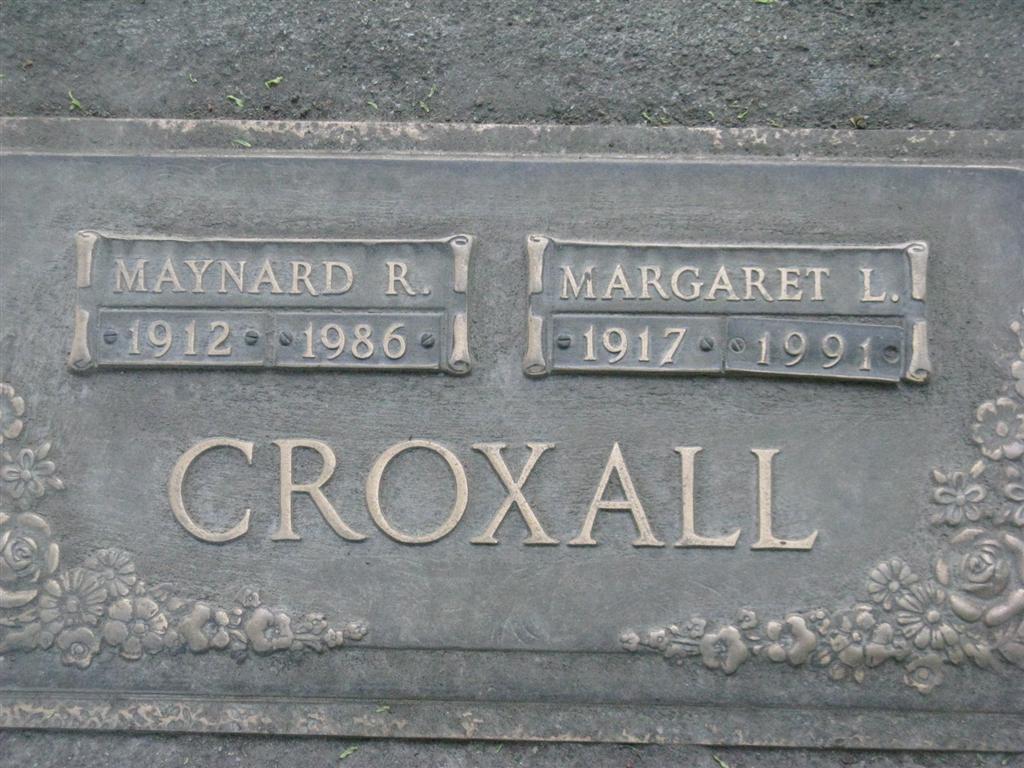 MAYNARD R.
1912 1986
MARGARET L.
1917 1991
CROXALL